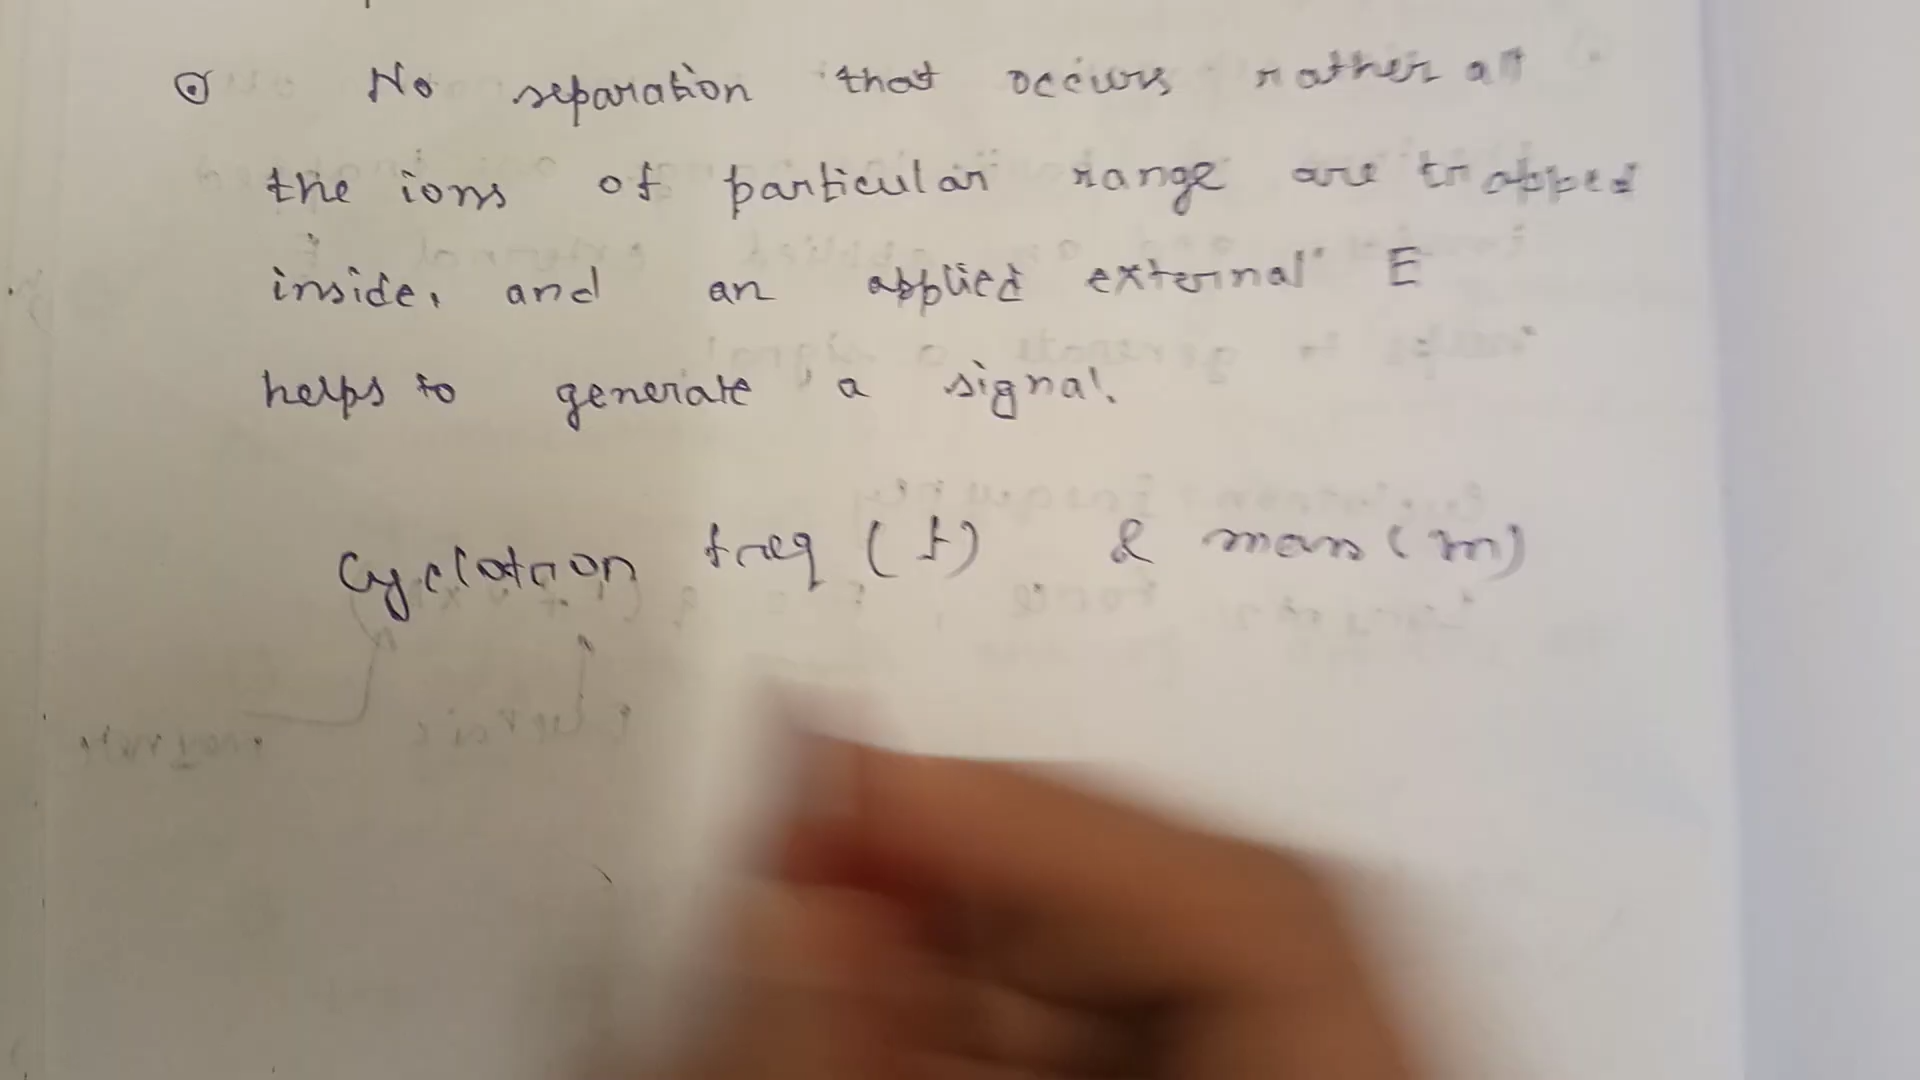 No separation that occurs rather all
the ions of particular range are trapped
inside, and an applied external E
helps to generate a signal.
Cyclotron freq (f) & mass (m)